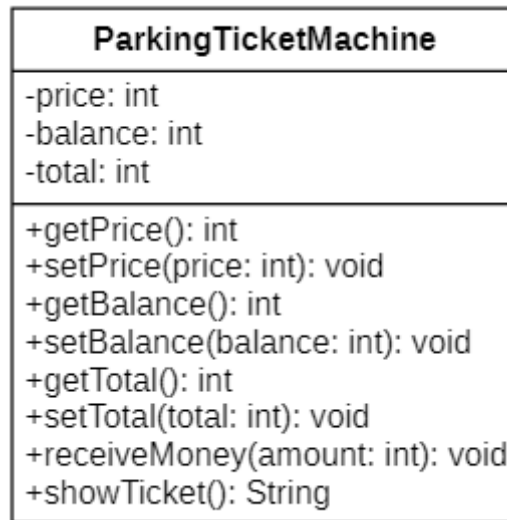 ParkingTicketMachine
-price: int
-balance: int
-total: int
+getPrice(): int
+setPrice(price: int): void
+getBalance(): int
+setBalance(balance: int): void
+getTotal(): int
+setTotal(total: int): void
+receiveMoney(amount: int): void
+showTicket(): String